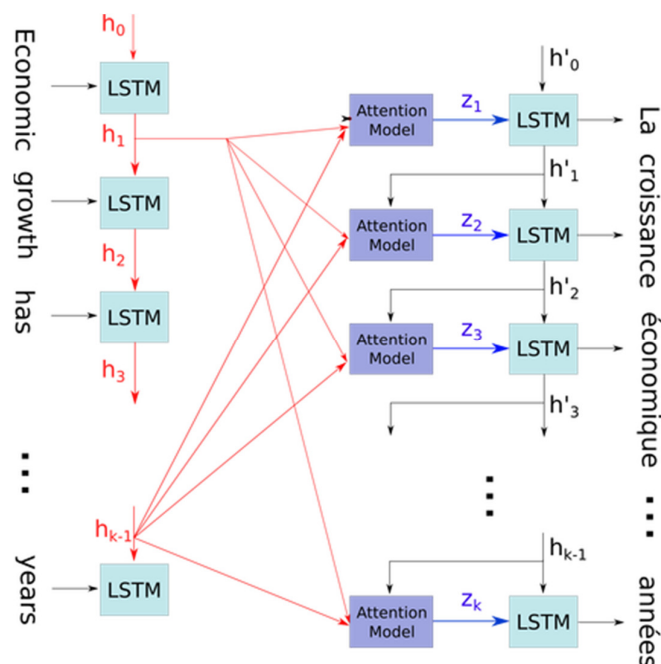 Economic growth has ... years
h0
LSTM
h1
LSTM
h2
LSTM
h3
hk-1
LSTM
h'0
Attention Model
z1
LSTM
h'1
Attention Model
z2
LSTM
h'2
Attention Model
z3
LSTM
h'3
...
hk-1
Attention Model
zk
LSTM
La croissance économique ... années